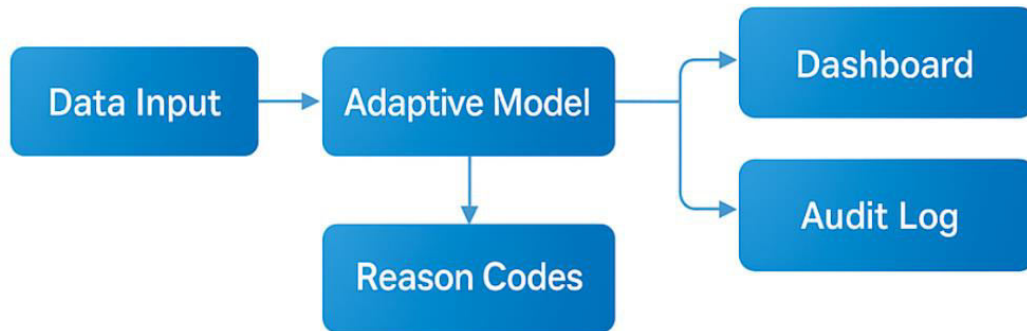 Data Input
Adaptive Model
Reason Codes
Dashboard
Audit Log